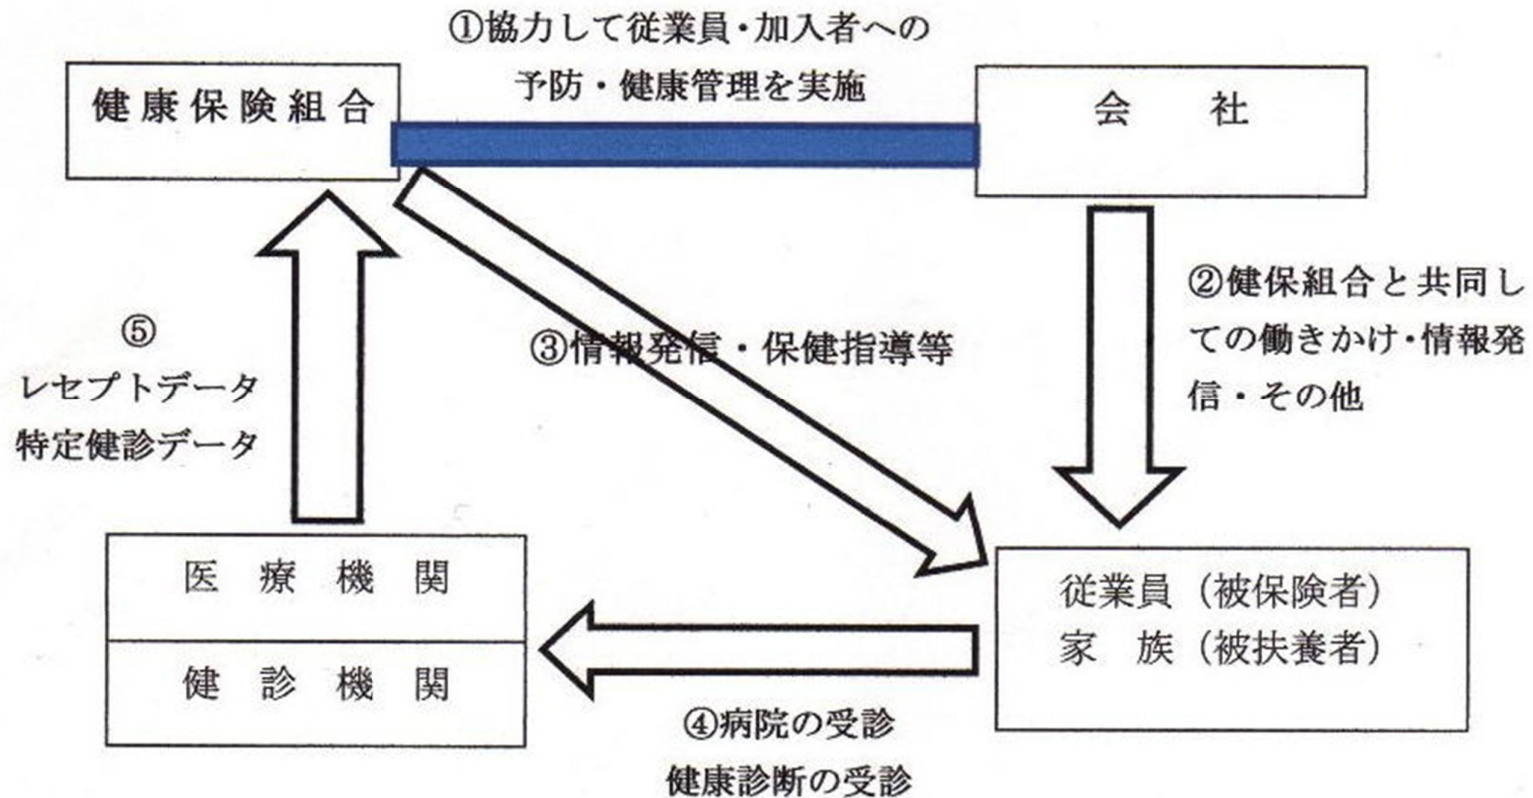 ①協力して従業員・加入者への
予防・健康管理を実施
健康保険組合
会　社
②健保組合と共同し
ての働きかけ・情報発
信・その他
③情報発信・保健指導等
⑤
レセプトデータ
特定健診データ
医療機関
健診機関
従業員（被保険者）
家　族（被扶養者）
④病院の受診
健康診断の受診